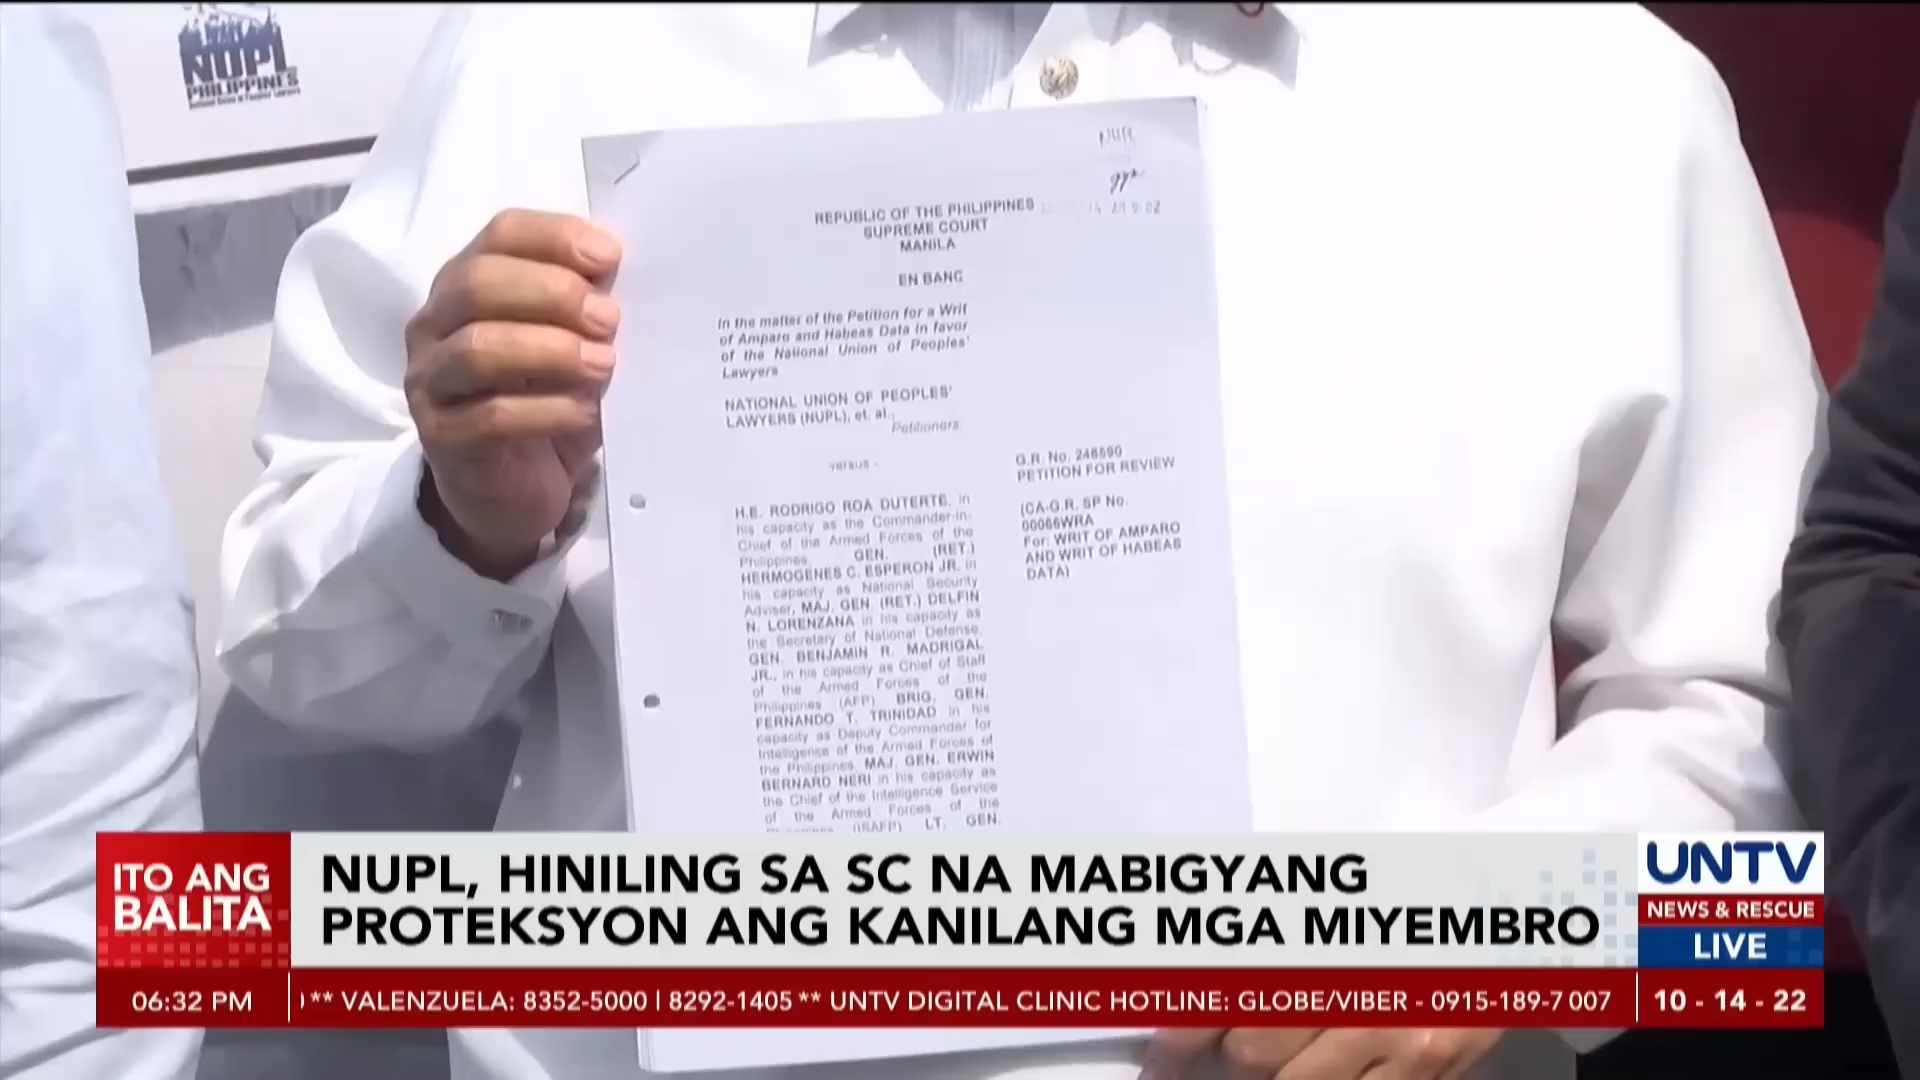 NUPL
PHILIPPINES
REPUBLIC OF THE PHILIPPINES
SUPREME COURT
MANILA
EN BANC
In the matter of the Petition for a Writ
of Amparo and Habeas Data in favor
of the National Union of Peoples'
Lawyers
NATIONAL UNION OF PEOPLES'
LAWYERS (NUPL), et. al.,
Petitioners,
- versus -
G.R. No. 248590
PETITION FOR REVIEW
(CA-G.R. SP No.
00066WRA
For: WRIT OF AMPARO
AND WRIT OF HABEAS
DATA)
H.E. RODRIGO ROA DUTERTE, in
his capacity as the Commander-in-
Chief of the Armed Forces of the
Philippines, GEN. (RET.)
HERMOGENES C. ESPERON JR. in
his capacity as National Security
Adviser, MAJ. GEN. (RET.) DELFIN
N. LORENZANA in his capacity as
the Secretary of National Defense,
GEN. BENJAMIN R. MADRIGAL
JR., in his capacity as Chief of Staff
of the Armed Forces of the
Philippines (AFP), BRIG. GEN.
FERNANDO T. TRINIDAD in his
capacity as Deputy Commander for
Intelligence of the Armed Forces of
the Philippines, MAJ. GEN. ERWIN
BERNARD NERI in his capacity as
the Chief of the Intelligence Service
of the Armed Forces of the
(ISAFP), LT. GEN.
ITO ANG
BALITA
NUPL, HINILING SA SC NA MABIGYANG
PROTEKSYON ANG KANILANG MGA MIYEMBRO
UNTV
NEWS & RESCUE
LIVE
06:32 PM
) ** VALENZUELA: 8352-5000 | 8292-1405 ** UNTV DIGITAL CLINIC HOTLINE: GLOBE/VIBER - 0915-189-7 007
10 - 14 - 22